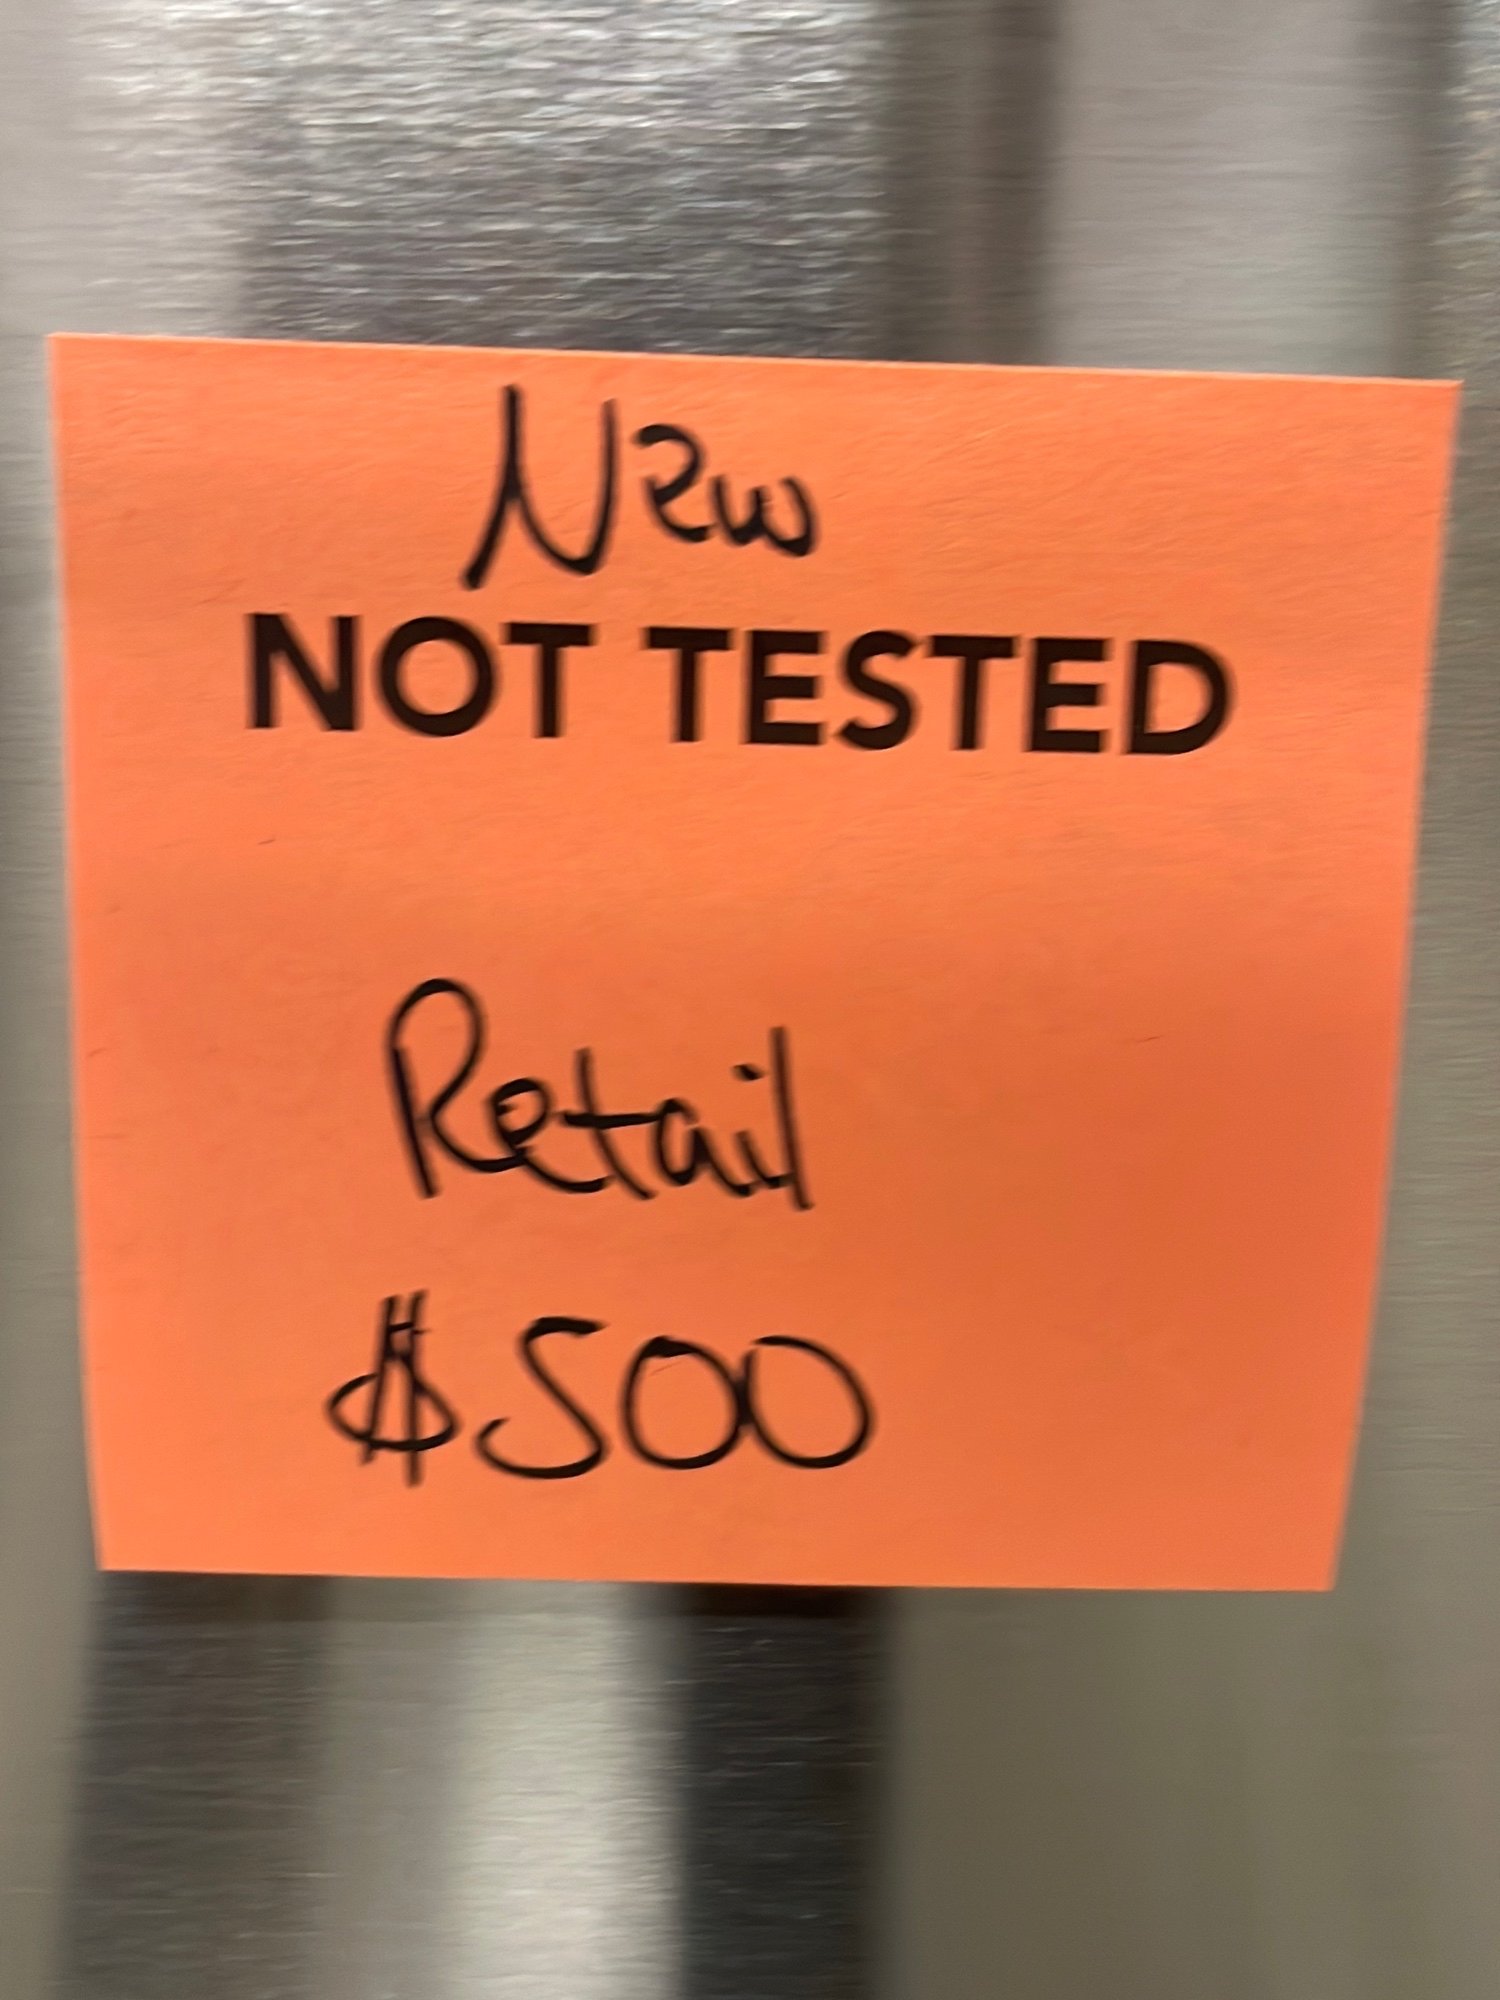 New
NOT TESTED
Retail
$500